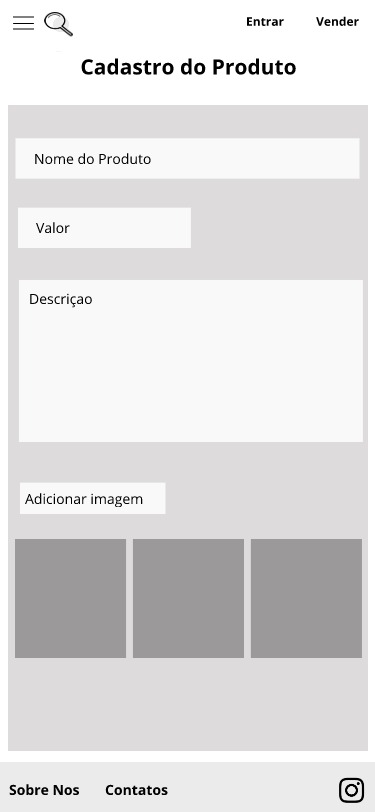 Entrar Vender
Cadastro do Produto
Nome do Produto
Valor
Descriçao
Adicionar imagem
Sobre Nos Contatos